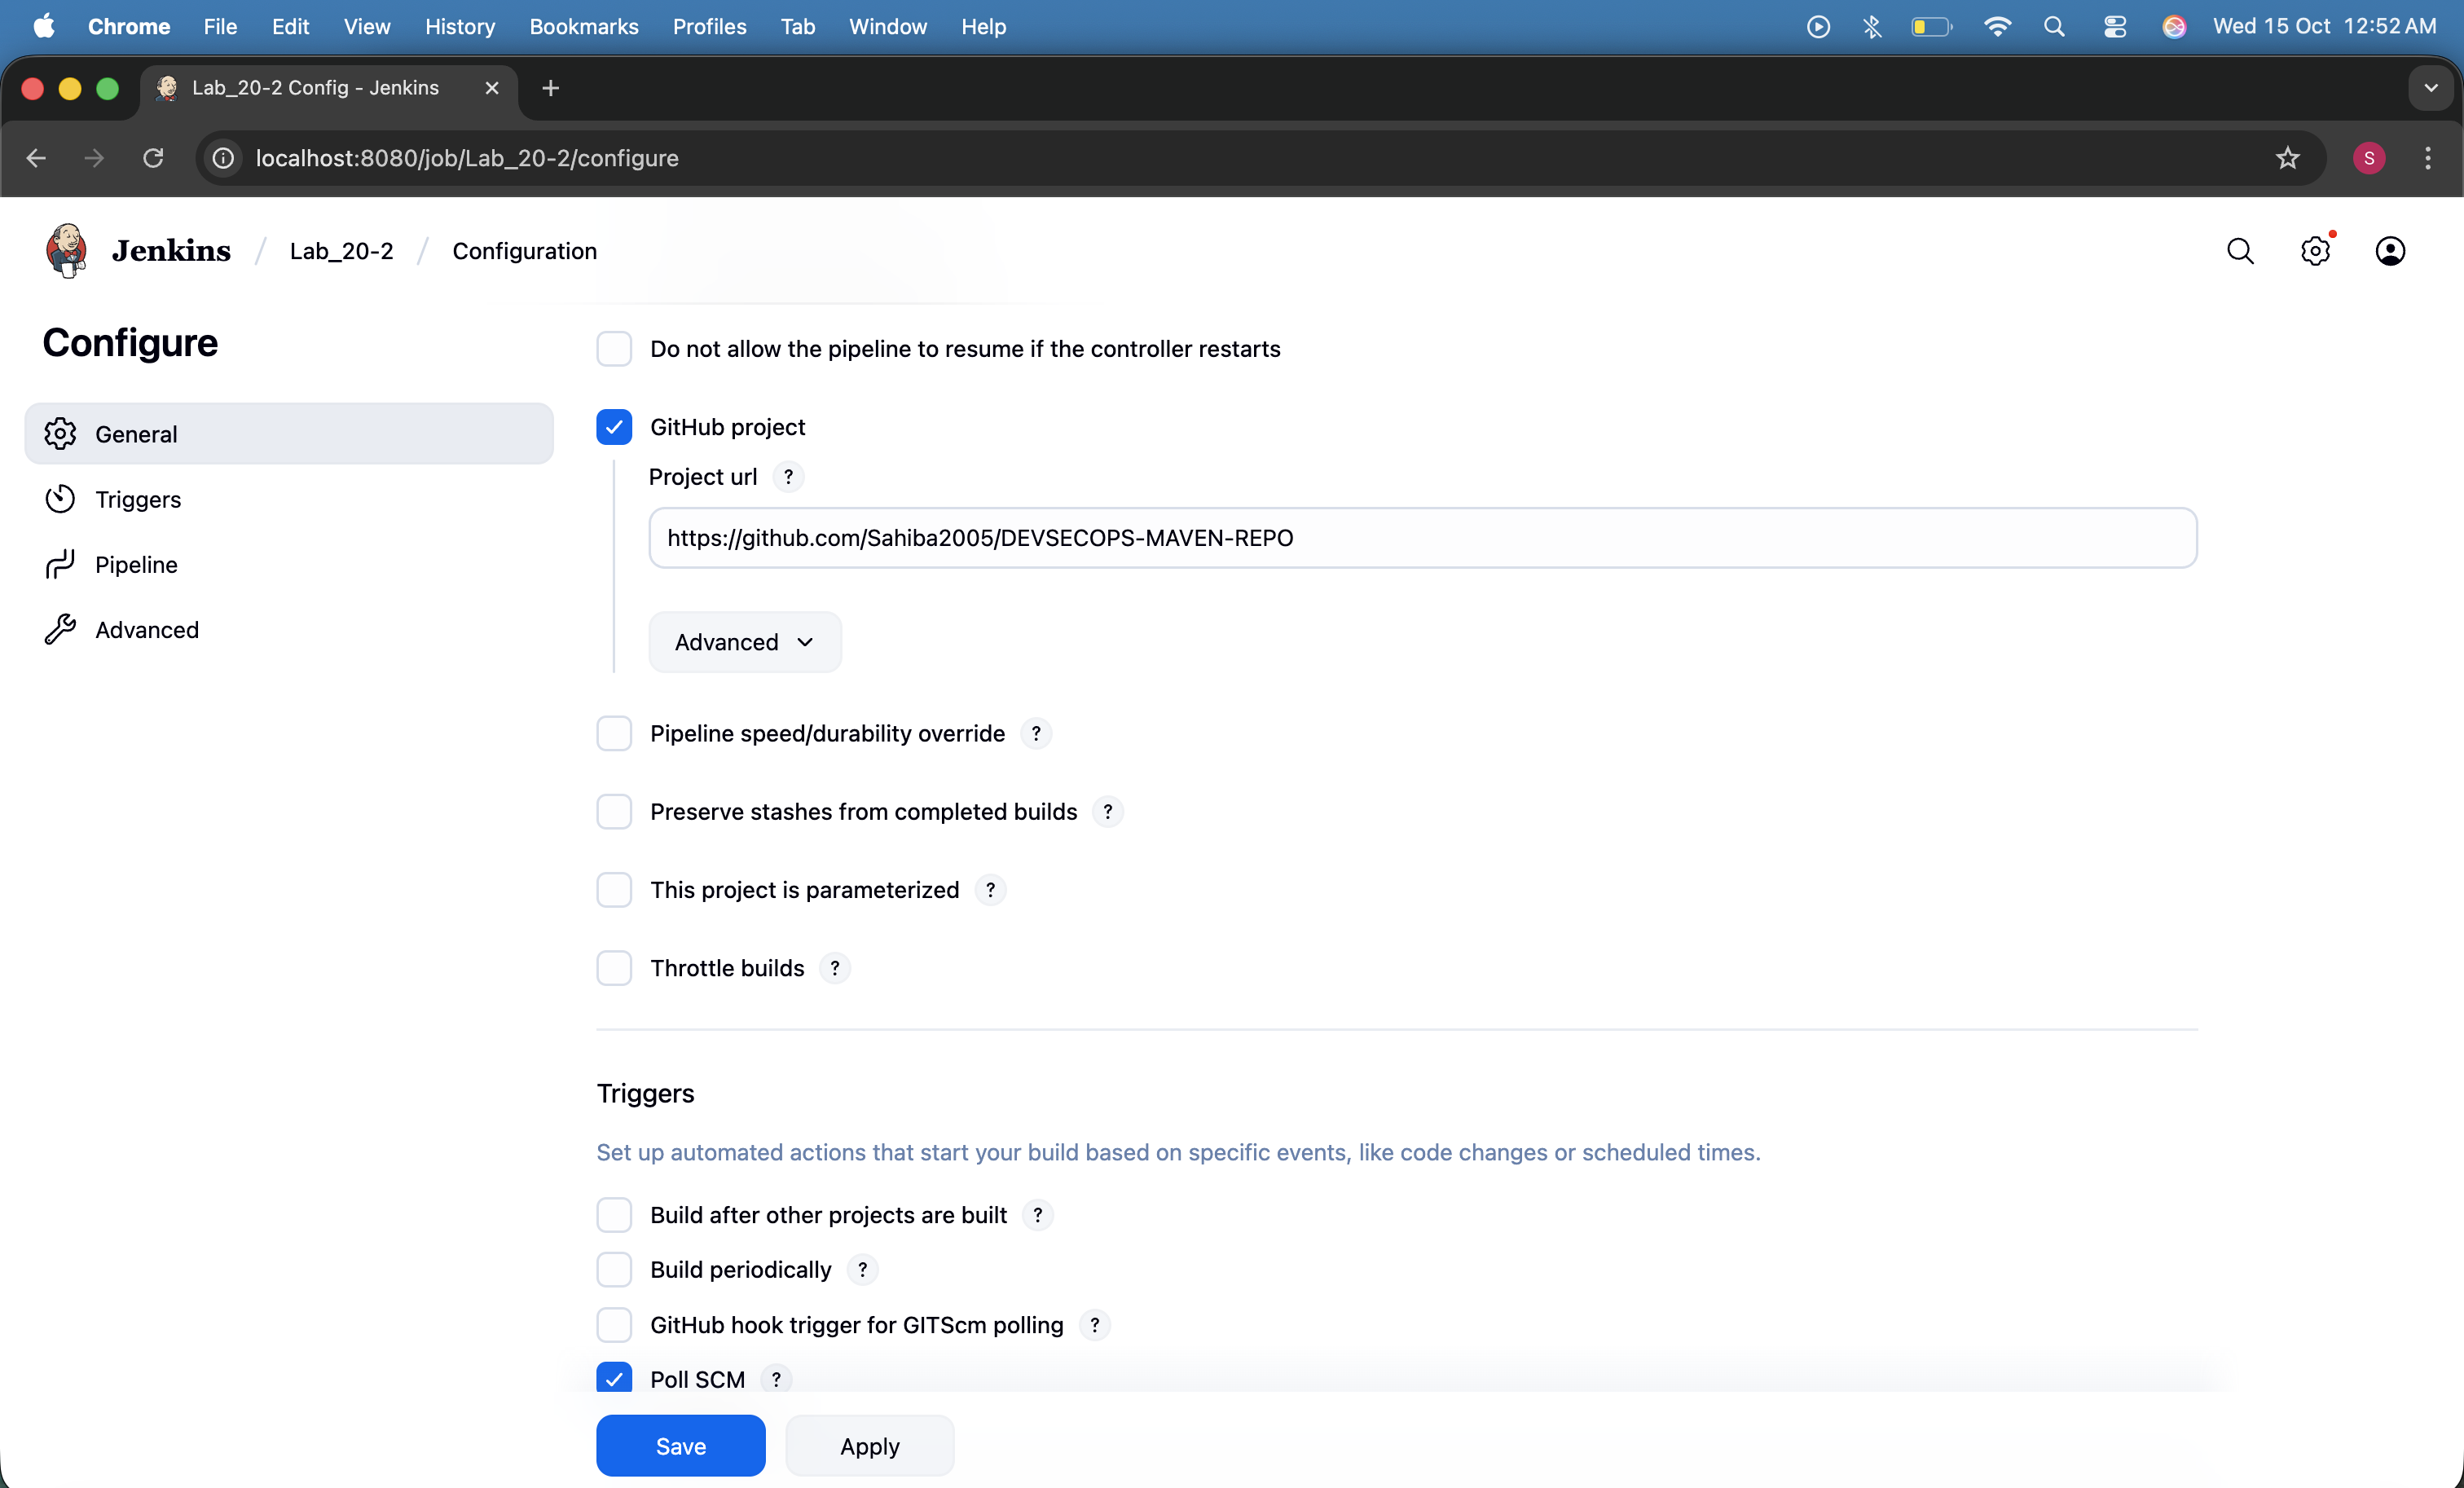 Chrome File Edit View History Bookmarks Profiles Tab Window Help Wed 15 Oct 12:52 AM
Lab_20-2 Config - Jenkins
localhost:8080/job/Lab_20-2/configure
S
Jenkins / Lab_20-2 / Configuration
Configure
General
Triggers
Pipeline
Advanced
Do not allow the pipeline to resume if the controller restarts
GitHub project
Project url ?
https://github.com/Sahiba2005/DEVSECOPS-MAVEN-REPO
Advanced
Pipeline speed/durability override ?
Preserve stashes from completed builds ?
This project is parameterized ?
Throttle builds ?
Triggers
Set up automated actions that start your build based on specific events, like code changes or scheduled times.
Build after other projects are built ?
Build periodically ?
GitHub hook trigger for GITScm polling ?
Poll SCM ?
Save Apply